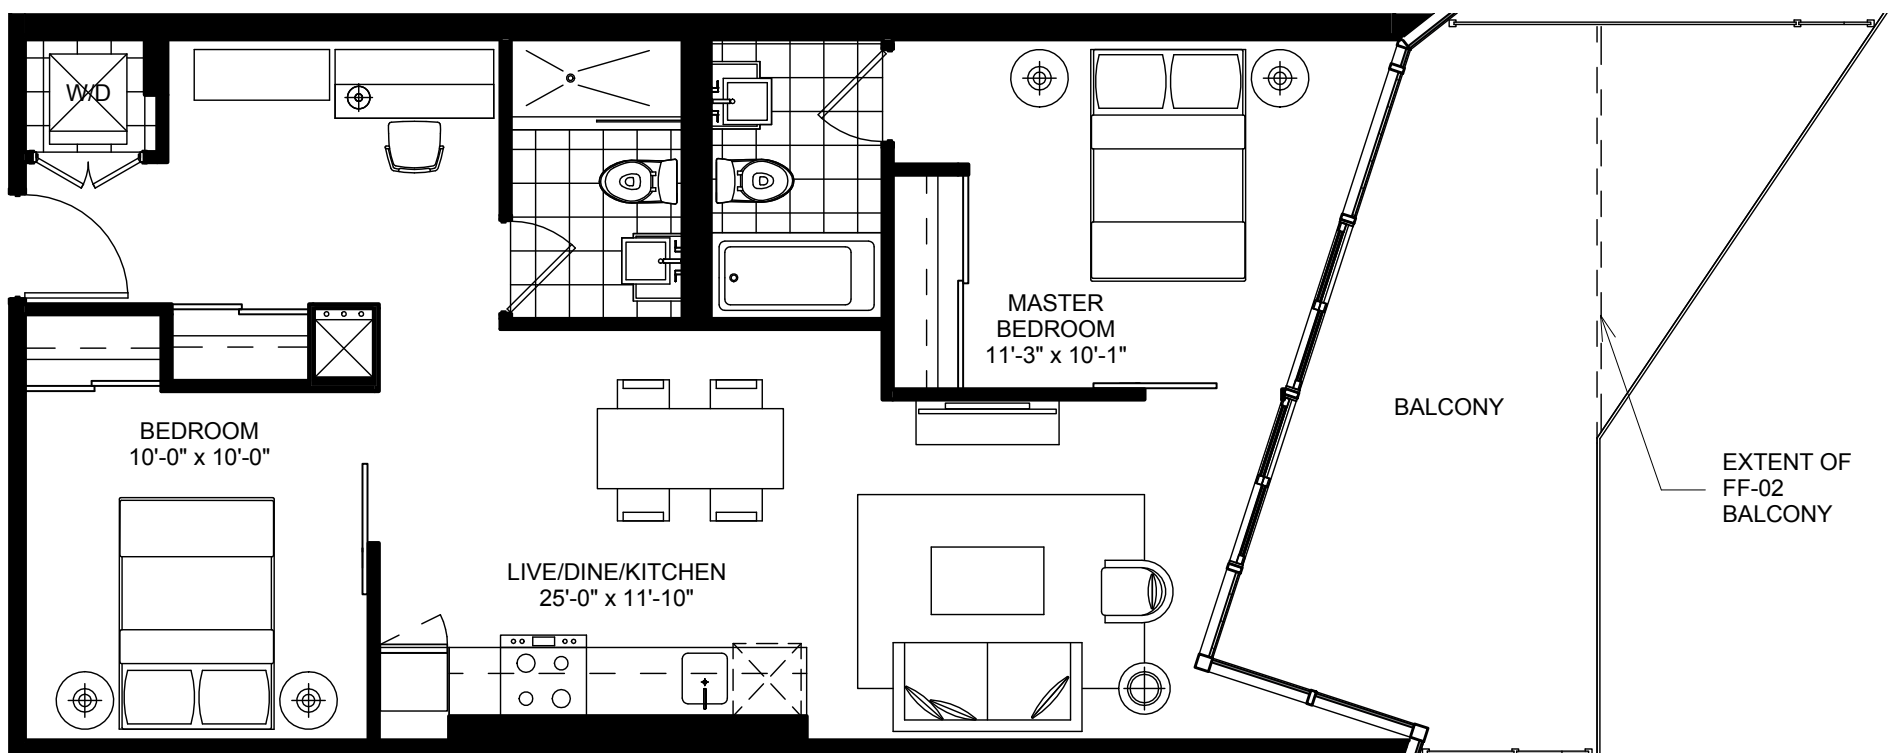 W/D
MASTER
BEDROOM
11'-3" x 10'-1"
BALCONY
BEDROOM
10'-0" x 10'-0"
EXTENT OF
FF-02
BALCONY
LIVE/DINE/KITCHEN
25'-0" x 11'-10"